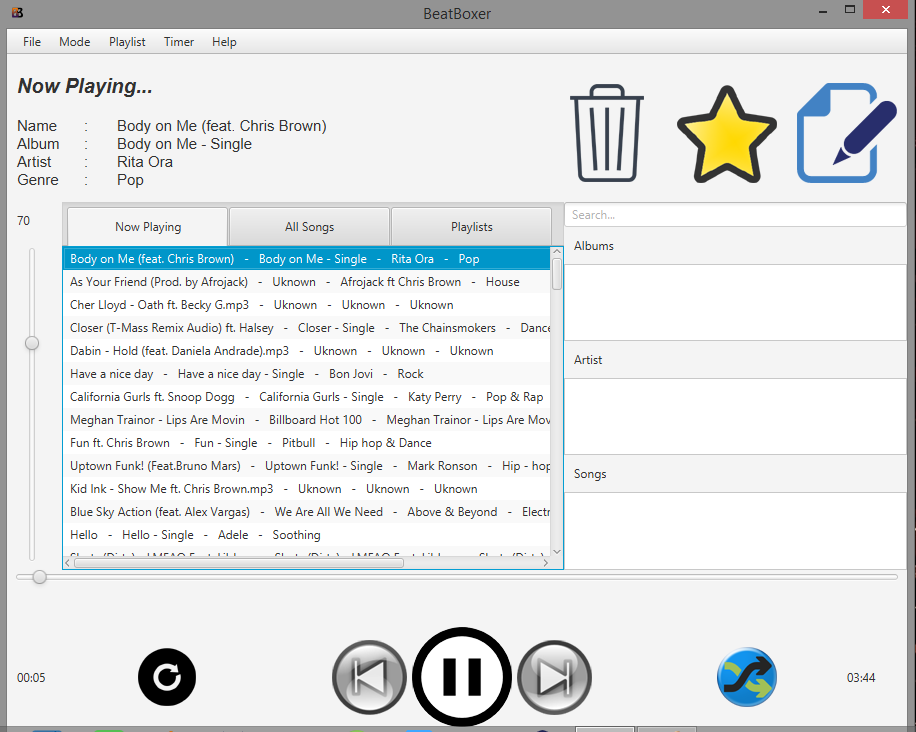 BeatBoxer
File Mode Playlist Timer Help
Now Playing...
Name : Body on Me (feat. Chris Brown)
Album : Body on Me - Single
Artist : Rita Ora
Genre : Pop
70
Now Playing All Songs Playlists
Search...
Body on Me (feat. Chris Brown) - Body on Me - Single - Rita Ora - Pop
As Your Friend (Prod. by Afrojack) - Uknown - Afrojack ft Chris Brown - House
Cher Lloyd - Oath ft. Becky G.mp3 - Uknown - Uknown - Uknown
Closer (T-Mass Remix Audio) ft. Halsey - Closer - Single - The Chainsmokers - Dance
Dabin - Hold (feat. Daniela Andrade).mp3 - Uknown - Uknown - Uknown
Have a nice day - Have a nice day - Single - Bon Jovi - Rock
California Gurls ft. Snoop Dogg - California Gurls - Single - Katy Perry - Pop & Rap
Meghan Trainor - Lips Are Movin - Billboard Hot 100 - Meghan Trainor - Lips Are Mov
Fun ft. Chris Brown - Fun - Single - Pitbull - Hip hop & Dance
Uptown Funk! (Feat.Bruno Mars) - Uptown Funk! - Single - Mark Ronson - Hip - hop
Kid Ink - Show Me ft. Chris Brown.mp3 - Uknown - Uknown - Uknown
Blue Sky Action (feat. Alex Vargas) - We Are All We Need - Above & Beyond - Electr
Hello - Hello - Single - Adele - Soothing
Albums
Artist
Songs
00:05
03:44